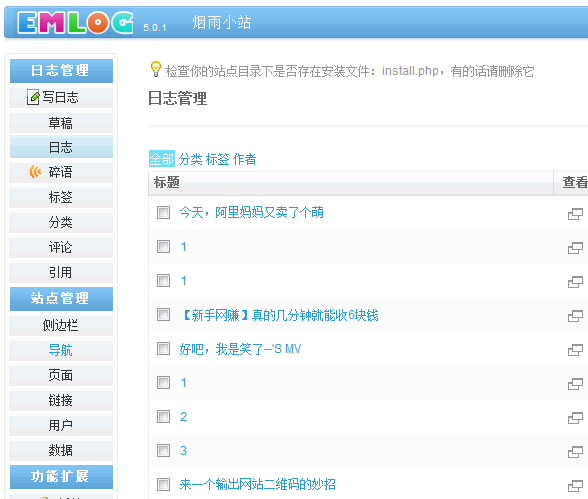 EMLOG 5.0.1 烟雨小站
日志管理
写日志
草稿
日志
碎语
标签
分类
评论
引用
站点管理
侧边栏
导航
页面
链接
用户
数据
功能扩展
检查你的站点目录下是否存在安装文件：install.php，有的话请删除它
日志管理
全部 分类 标签 作者
标题 查看
今天，阿里妈妈又卖了个萌
1
1
【新手网赚】真的几分钟就能收6块钱
好吧，我是笑了--'S MV
1
2
3
来一个输出网站二维码的妙招